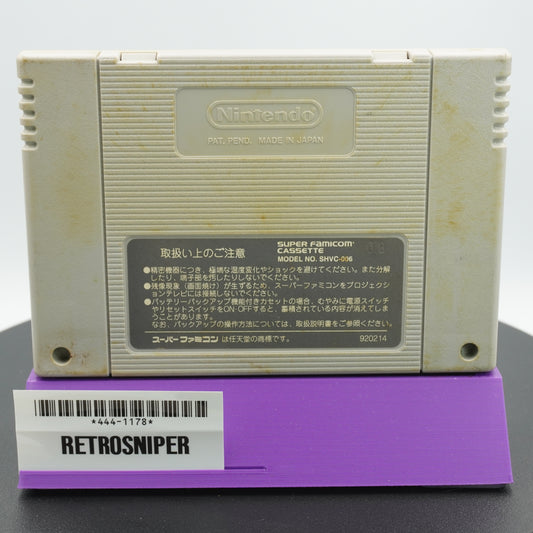 Nintendo
PAT. PEND. MADE IN JAPAN
取扱い上のご注意
SUPER FAMICOM
CASSETTE
MODEL NO. SHVC-006
●精密機器につき、極端な温度変化やショックを避けてください。また分解
したり、端子部を汚したりしないでください。
●残像現象（画面焼け）が生ずるため、スーパーファミコンをプロジェクショ
ンテレビには接続しないでください。
●バッテリーバックアップ機能付きカセットの場合、むやみに電源スイッチ
やリセットスイッチをON·OFFすると、蓄積されている内容が消えてしま
うことがあります。
なお、バックアップの操作方法については、取扱説明書をご参照ください。
スーパーファミコン は任天堂の商標です。
920214
*444-1178*
RETROSNIPER